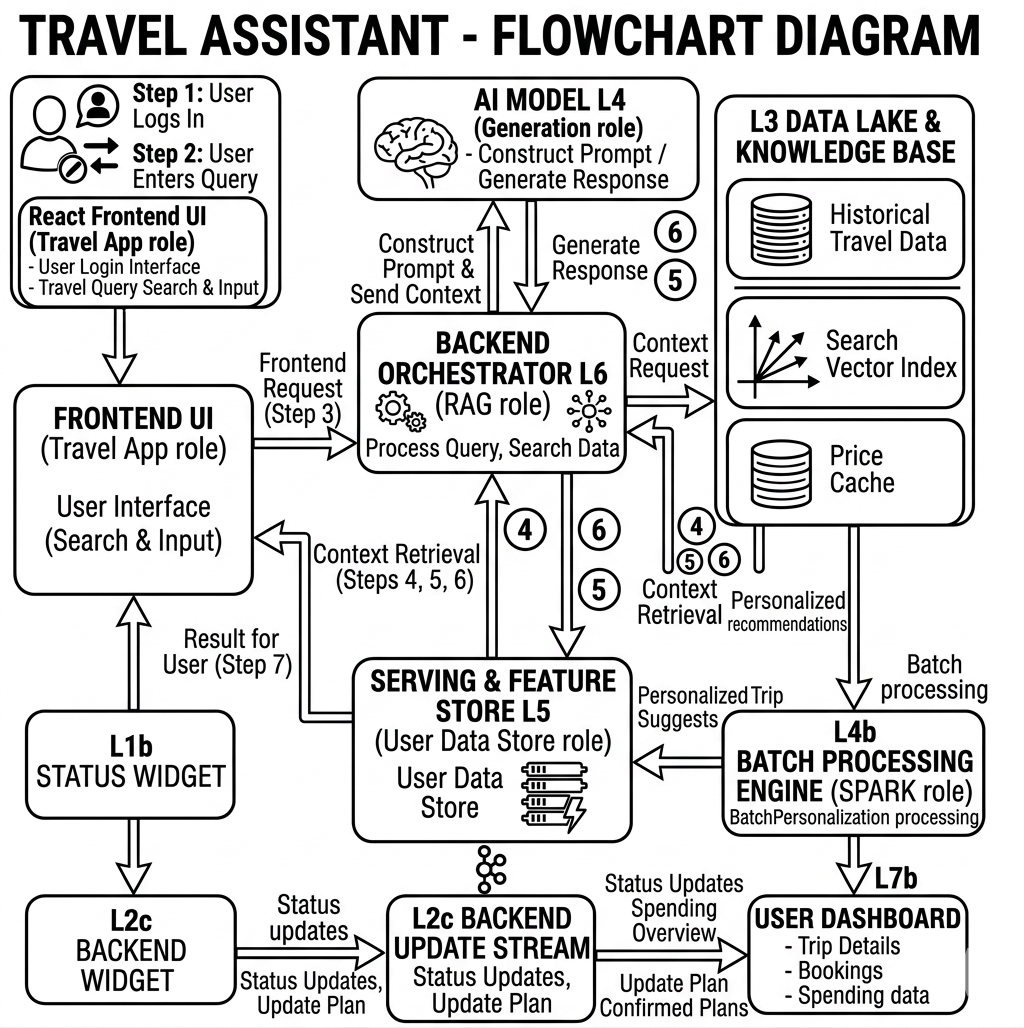 TRAVEL ASSISTANT - FLOWCHART DIAGRAM
Step 1: User
Logs In
Step 2: User
Enters Query
React Frontend UI
(Travel App role)
- User Login Interface
- Travel Query Search & Input
AI MODEL L4
(Generation role)
- Construct Prompt /
Generate Response
L3 DATA LAKE &
KNOWLEDGE BASE
Historical
Travel Data
Search
Vector Index
Price
Cache
Construct
Prompt &
Send Context
Generate
Response
6
5
BACKEND
ORCHESTRATOR L6
(RAG role)
Process Query, Search Data
Context
Request
Frontend
Request
(Step 3)
FRONTEND UI
(Travel App role)
User Interface
(Search & Input)
Context Retrieval
(Steps 4, 5, 6)
4
6
5
4
5
6
Context
Retrieval
Personalized
recommendations
Batch
processing
Result for
User (Step 7)
SERVING & FEATURE
STORE L5
(User Data Store role)
User Data
Store
Personalized Trip
Suggests
L4b
BATCH PROCESSING
ENGINE (SPARK role)
BatchPersonalization processing
L1b
STATUS WIDGET
L2c
BACKEND
WIDGET
Status
updates
Status Updates,
Update Plan
L2c BACKEND
UPDATE STREAM
Status Updates,
Update Plan
Status Updates
Spending
Overview
Update Plan
Confirmed Plans
L7b
USER DASHBOARD
- Trip Details
- Bookings
- Spending data